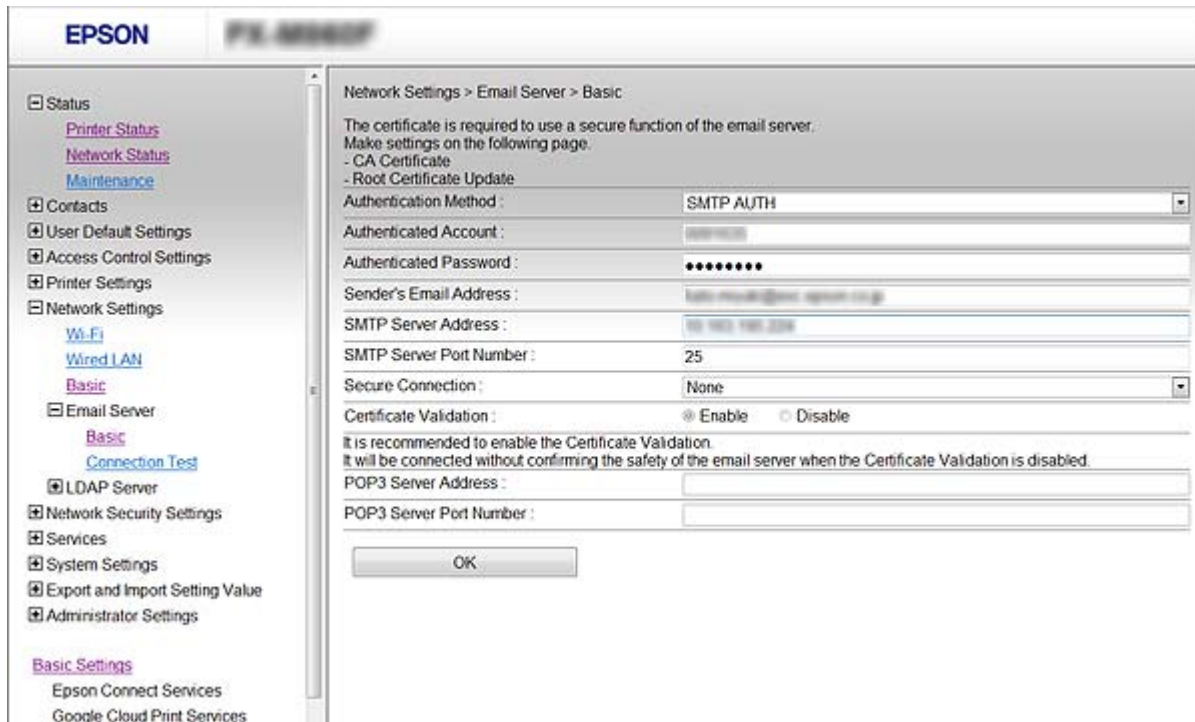 EPSON
Status
Printer Status
Network Status
Maintenance
Contacts
User Default Settings
Access Control Settings
Printer Settings
Network Settings
Wi-Fi
Wired LAN
Basic
Email Server
Basic
Connection Test
LDAP Server
Network Security Settings
Services
System Settings
Export and Import Setting Value
Administrator Settings
Basic Settings
Epson Connect Services
Google Cloud Print Services
Network Settings > Email Server > Basic
The certificate is required to use a secure function of the email server.
Make settings on the following page.
- CA Certificate
- Root Certificate Update
Authentication Method : SMTP AUTH
Authenticated Account :
Authenticated Password : ●●●●●●●●
Sender's Email Address :
SMTP Server Address :
SMTP Server Port Number : 25
Secure Connection : None
Certificate Validation : Enable Disable
It is recommended to enable the Certificate Validation.
It will be connected without confirming the safety of the email server when the Certificate Validation is disabled.
POP3 Server Address :
POP3 Server Port Number :
OK